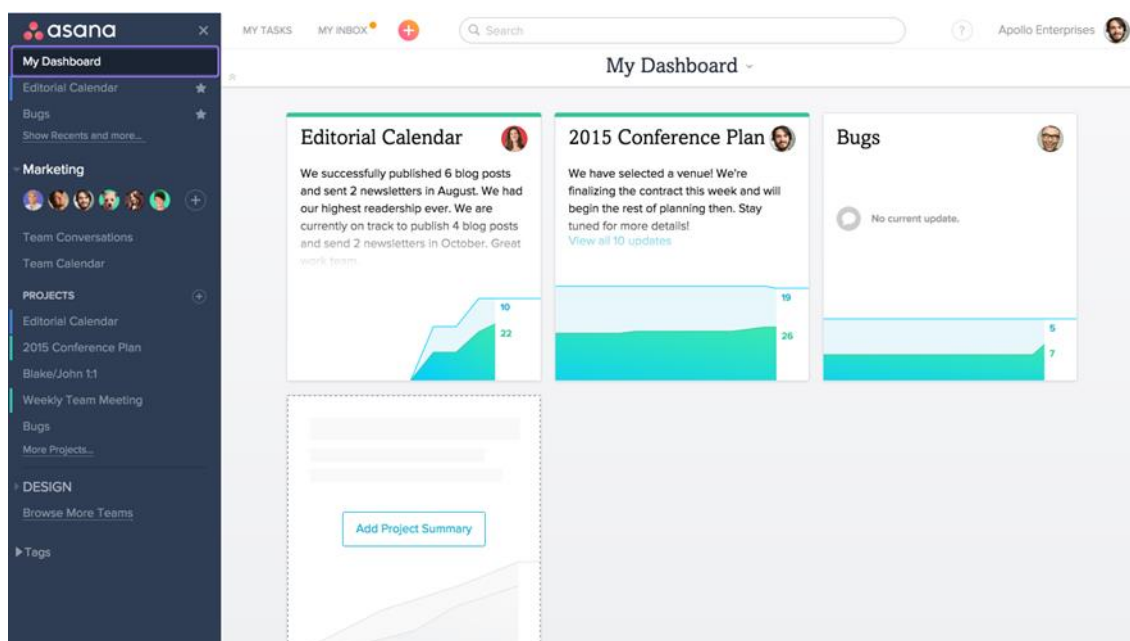 asana
×
My Dashboard
Editorial Calendar
Bugs
Show Recents and more...
Marketing
Team Conversations
Team Calendar
PROJECTS
Editorial Calendar
2015 Conference Plan
Blake/John 1:1
Weekly Team Meeting
Bugs
More Projects...
DESIGN
Browse More Teams
Tags
MY TASKS
MY INBOX
+
Search
?
Apollo Enterprises
My Dashboard
Editorial Calendar
We successfully published 6 blog posts
and sent 2 newsletters in August. We had
our highest readership ever. We are
currently on track to publish 4 blog posts
and send 2 newsletters in October. Great
work team.
10
22
2015 Conference Plan
We have selected a venue! We're
finalizing the contract this week and will
begin the rest of planning then. Stay
tuned for more details!
View all 10 updates
19
26
Bugs
No current update.
5
7
Add Project Summary